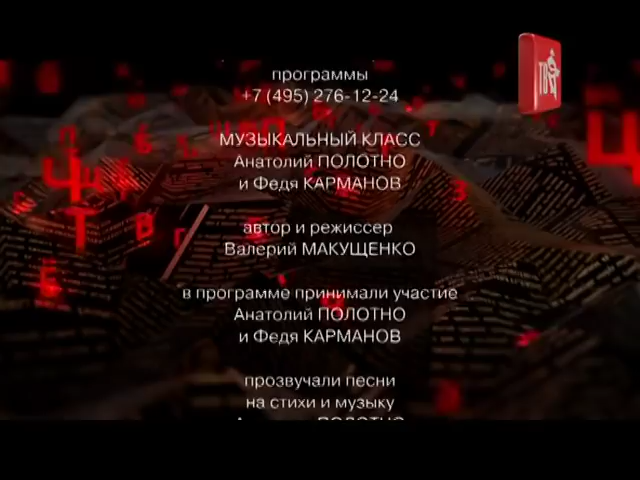 ТВ
программы
+7 (495) 276-12-24
МУЗЫКАЛЬНЫЙ КЛАСС
Анатолий ПОЛОТНО
и Федя КАРМАНОВ
автор и режиссер
Валерий МАКУЩЕНКО
в программе принимали участие
Анатолий ПОЛОТНО
и Федя КАРМАНОВ
прозвучали песни
на стихи и музыку